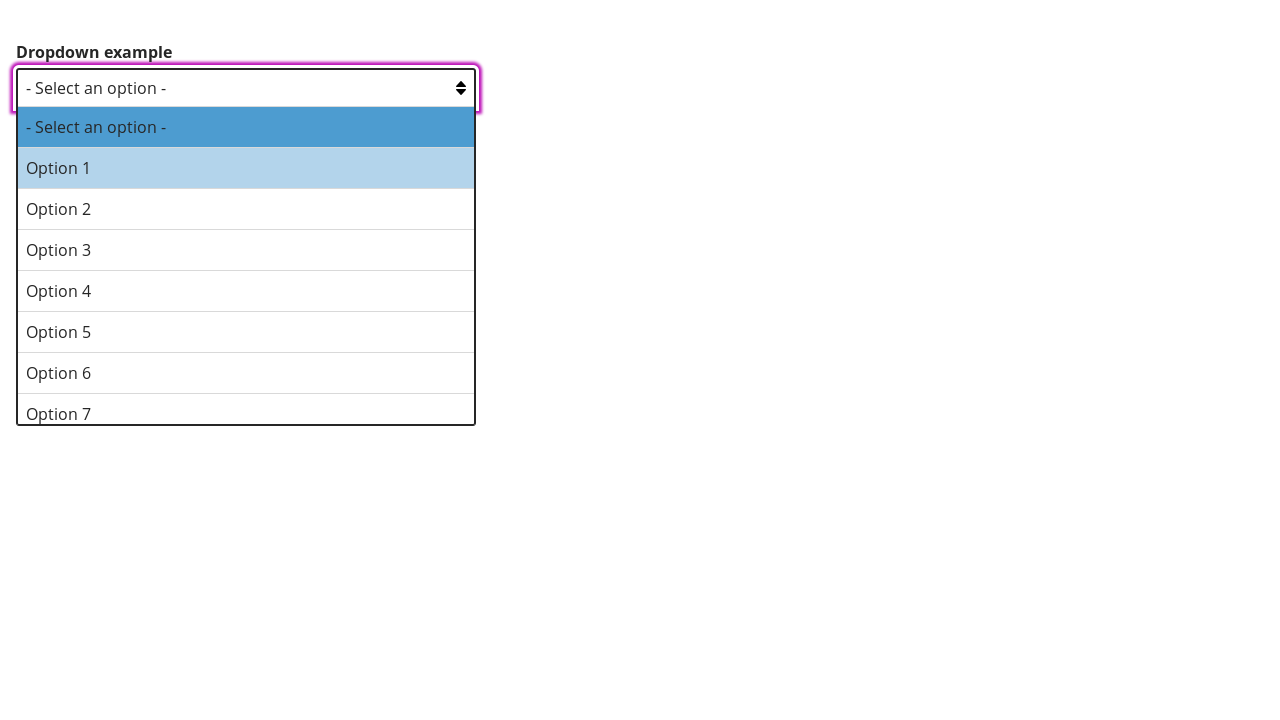 Dropdown example
- Select an option -
- Select an option -
Option 1
Option 2
Option 3
Option 4
Option 5
Option 6
Option 7